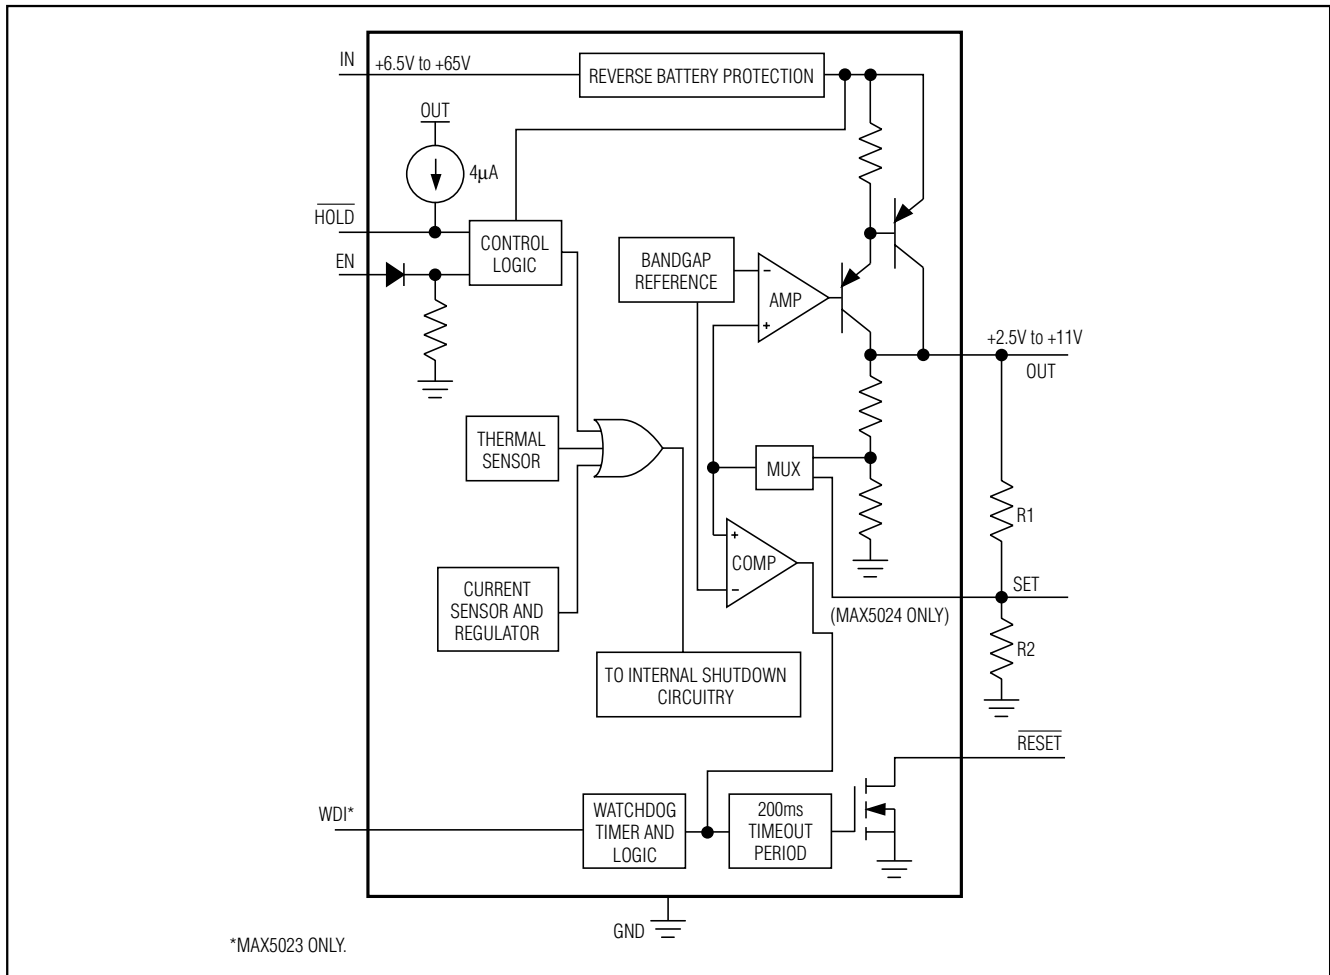 IN
+6.5V to +65V
REVERSE BATTERY PROTECTION
OUT
4µA
HOLD
CONTROL
LOGIC
EN
BANDGAP
REFERENCE
−
AMP
+
+2.5V to +11V
OUT
THERMAL
SENSOR
MUX
R1
+
COMP
−
CURRENT
SENSOR AND
REGULATOR
SET
(MAX5024 ONLY)
R2
TO INTERNAL SHUTDOWN
CIRCUITRY
RESET
WDI*
WATCHDOG
TIMER AND
LOGIC
200ms
TIMEOUT
PERIOD
GND
*MAX5023 ONLY.